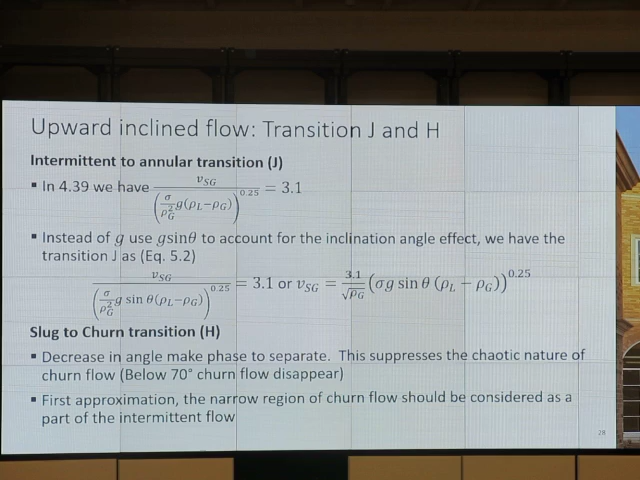 Upward inclined flow: Transition J and H
Intermittent to annular transition (J)
▪ In 4.39 we have v_SG / (σ/ρ_G² g(ρ_L−ρ_G))^0.25 = 3.1
▪ Instead of g use gsinθ to account for the inclination angle effect, we have the
transition J as (Eq. 5.2)
v_SG / (σ/ρ_G² g sin θ(ρ_L−ρ_G))^0.25 = 3.1 or v_SG = 3.1/√ρ_G (σg sin θ (ρ_L − ρ_G))^0.25
Slug to Churn transition (H)
▪ Decrease in angle make phase to separate. This suppresses the chaotic nature of
churn flow (Below 70° churn flow disappear)
▪ First approximation, the narrow region of churn flow should be considered as a
part of the intermittent flow
28